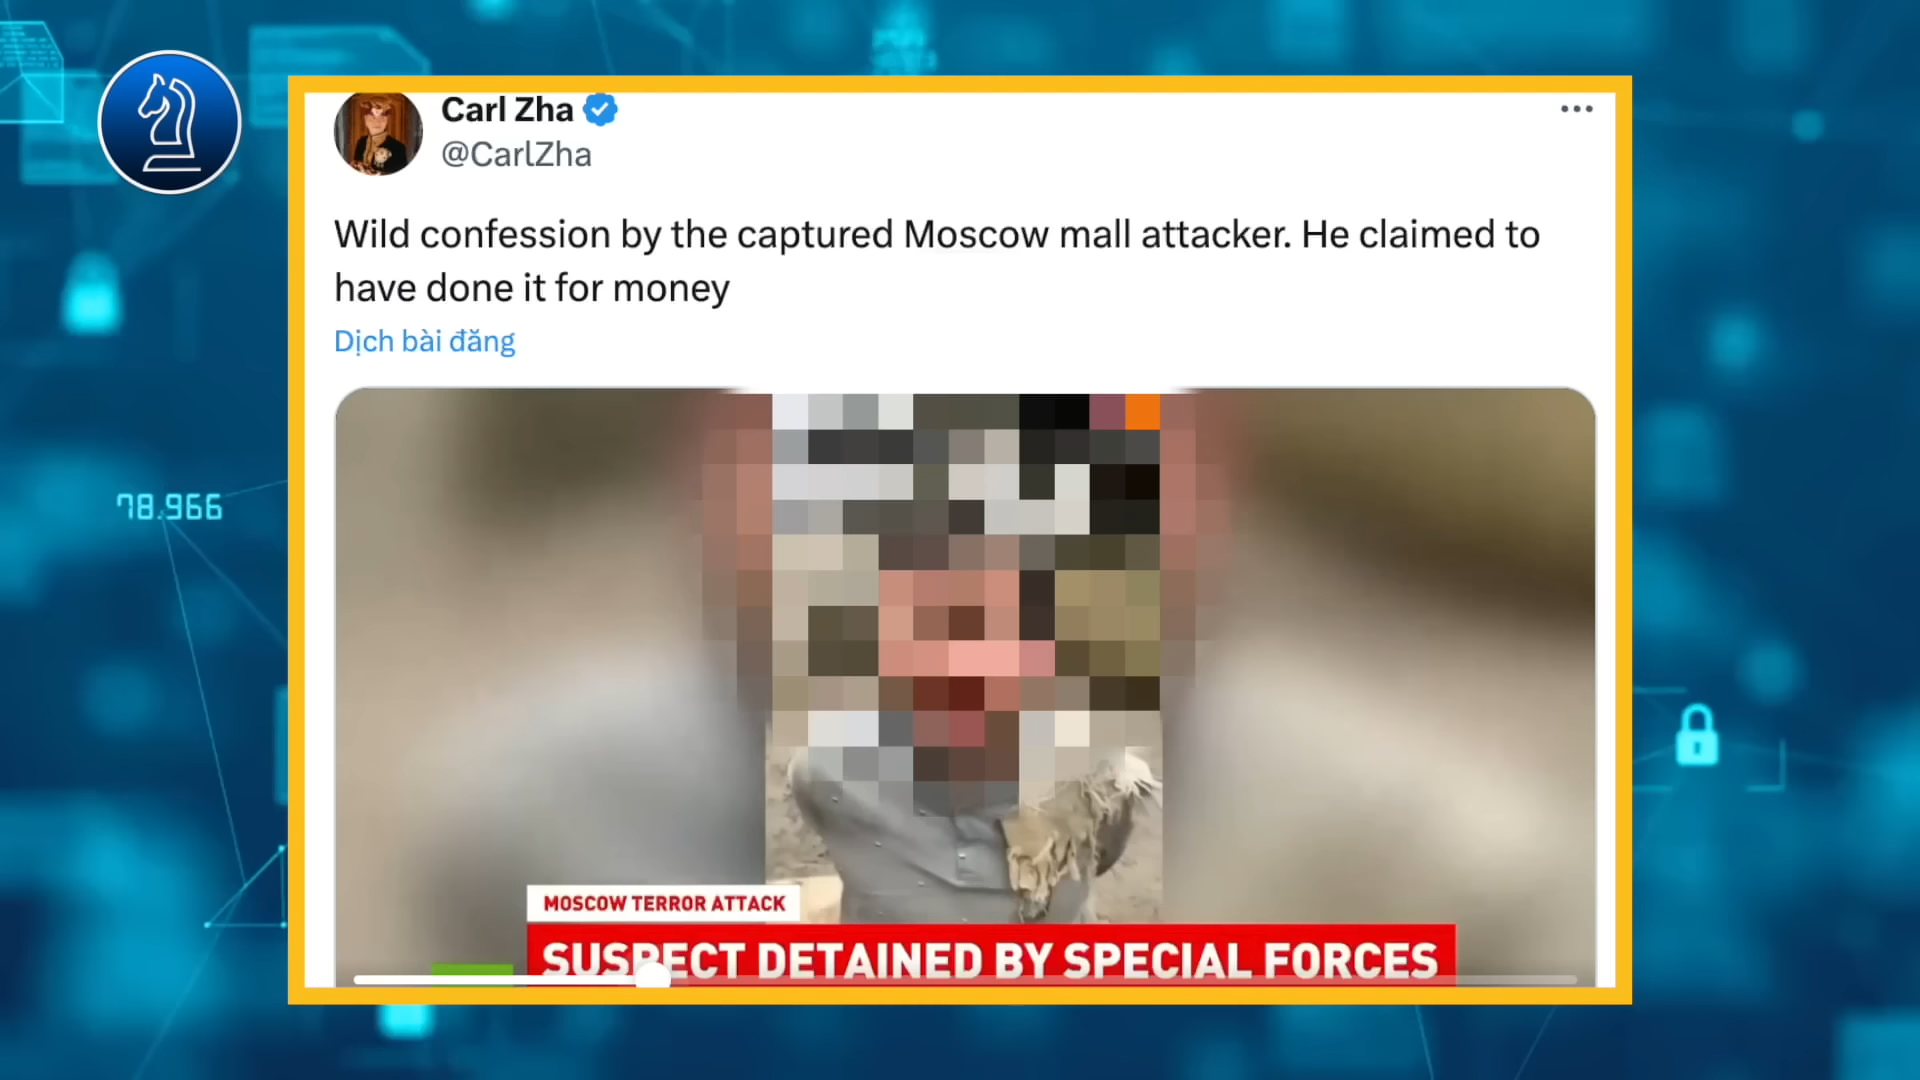 Carl Zha
@CarlZha
Wild confession by the captured Moscow mall attacker. He claimed to
have done it for money
Dịch bài đăng
78.966
MOSCOW TERROR ATTACK
SUSPECT DETAINED BY SPECIAL FORCES